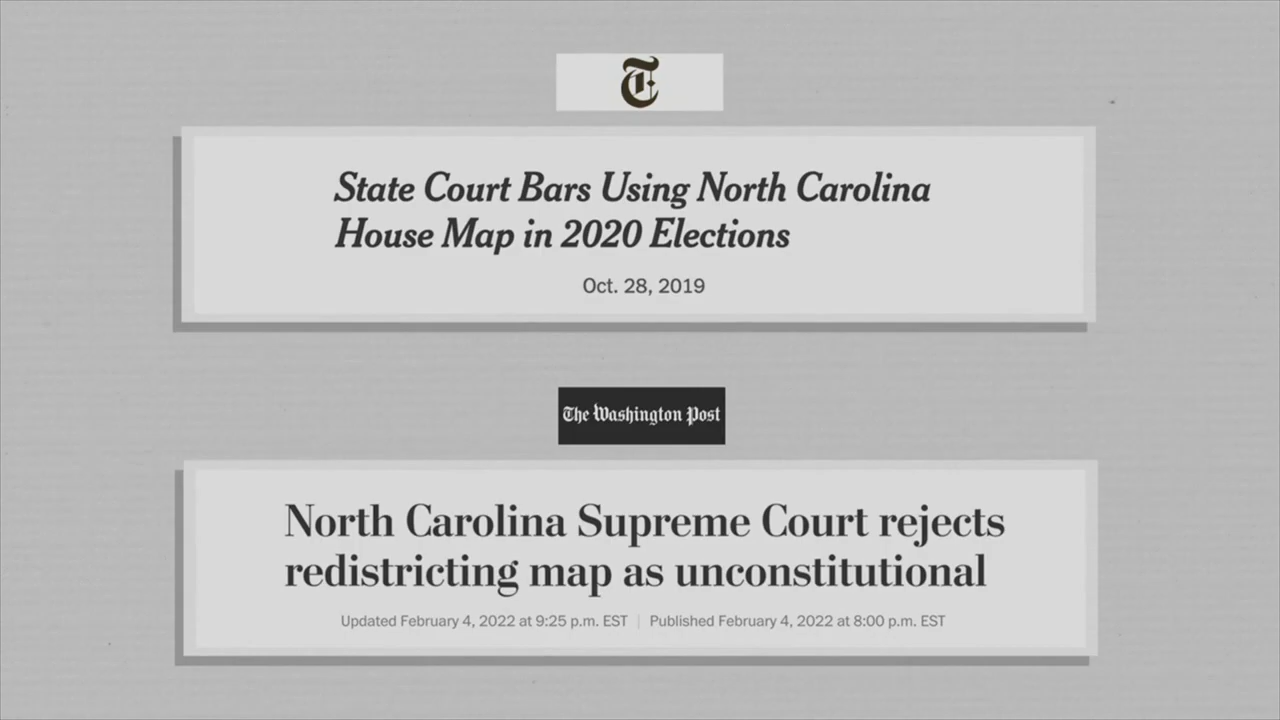 T
State Court Bars Using North Carolina
House Map in 2020 Elections
Oct. 28, 2019
The Washington Post
North Carolina Supreme Court rejects
redistricting map as unconstitutional
Updated February 4, 2022 at 9:25 p.m. EST | Published February 4, 2022 at 8:00 p.m. EST